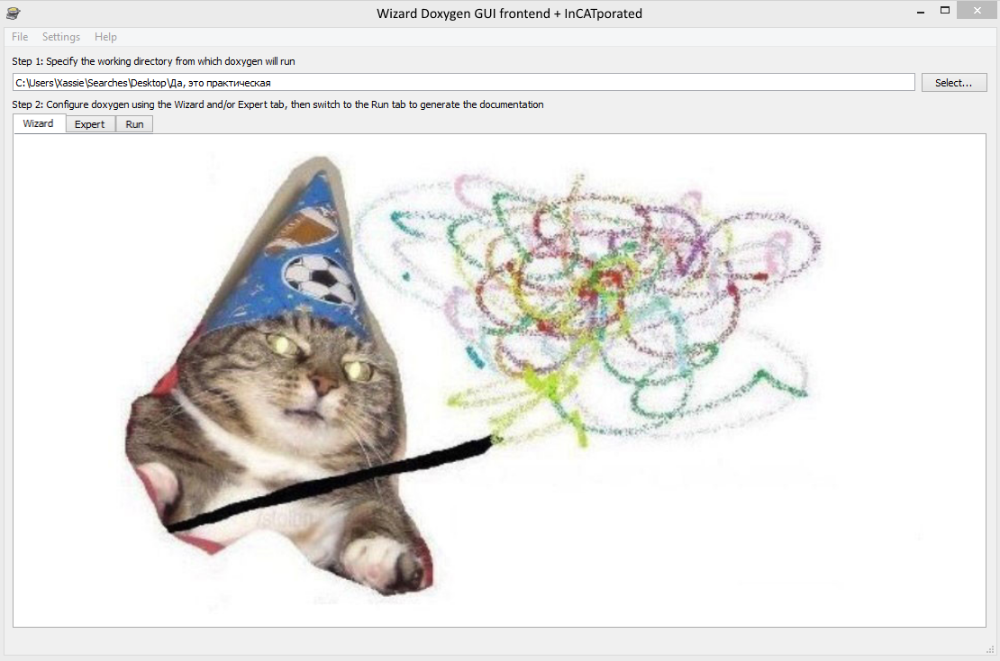 Wizard Doxygen GUI frontend + InCATporated
File Settings Help
Step 1: Specify the working directory from which doxygen will run
C:\Users\Xassie\Searches\Desktop\Да, это практическая
Select...
Step 2: Configure doxygen using the Wizard and/or Expert tab, then switch to the Run tab to generate the documentation
Wizard Expert Run